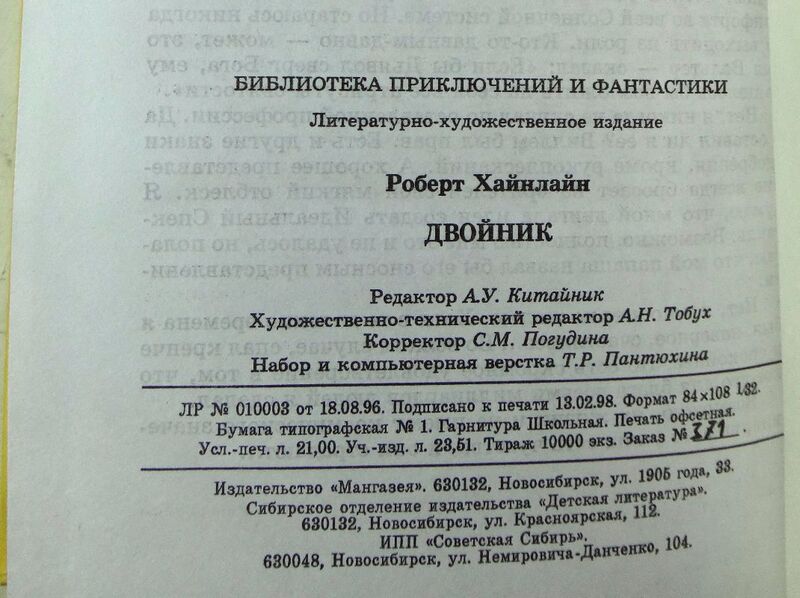 БИБЛИОТЕКА ПРИКЛЮЧЕНИЙ И ФАНТАСТИКИ
Литературно-художественное издание
Роберт Хайнлайн
ДВОЙНИК
Редактор А.У. Китайник
Художественно-технический редактор А.Н. Тобух
Корректор С.М. Погудина
Набор и компьютерная верстка Т.Р. Пантюхина
ЛР № 010003 от 18.08.96. Подписано к печати 13.02.98. Формат 84×108 1/32.
Бумага типографская № 1. Гарнитура Школьная. Печать офсетная.
Усл.-печ. л. 21,00. Уч.-изд. л. 23,51. Тираж 10000 экз. Заказ №
Издательство «Мангазея». 630132, Новосибирск, ул. 1905 года, 33.
Сибирское отделение издательства «Детская литература».
630132, Новосибирск, ул. Красноярская, 112.
ИПП «Советская Сибирь».
630048, Новосибирск, ул. Немировича-Данченко, 104.